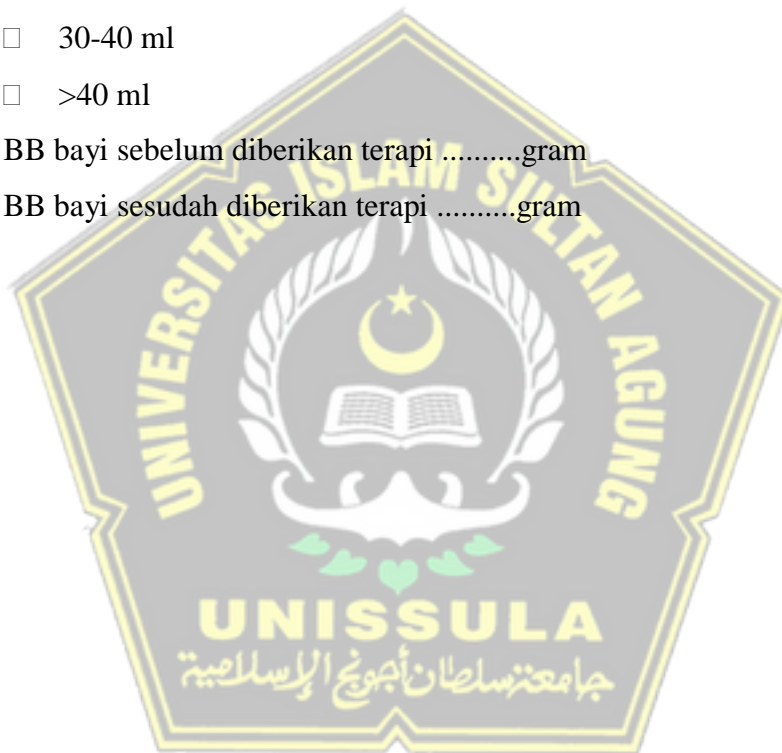 ☐ 30-40 ml
☐ >40 ml
BB bayi sebelum diberikan terapi ..........gram
BB bayi sesudah diberikan terapi ..........gram
UNIVERSITAS ISLAM SULTAN AGUNG
UNISSULA
جامعة سلطان أجونج الإسلامية